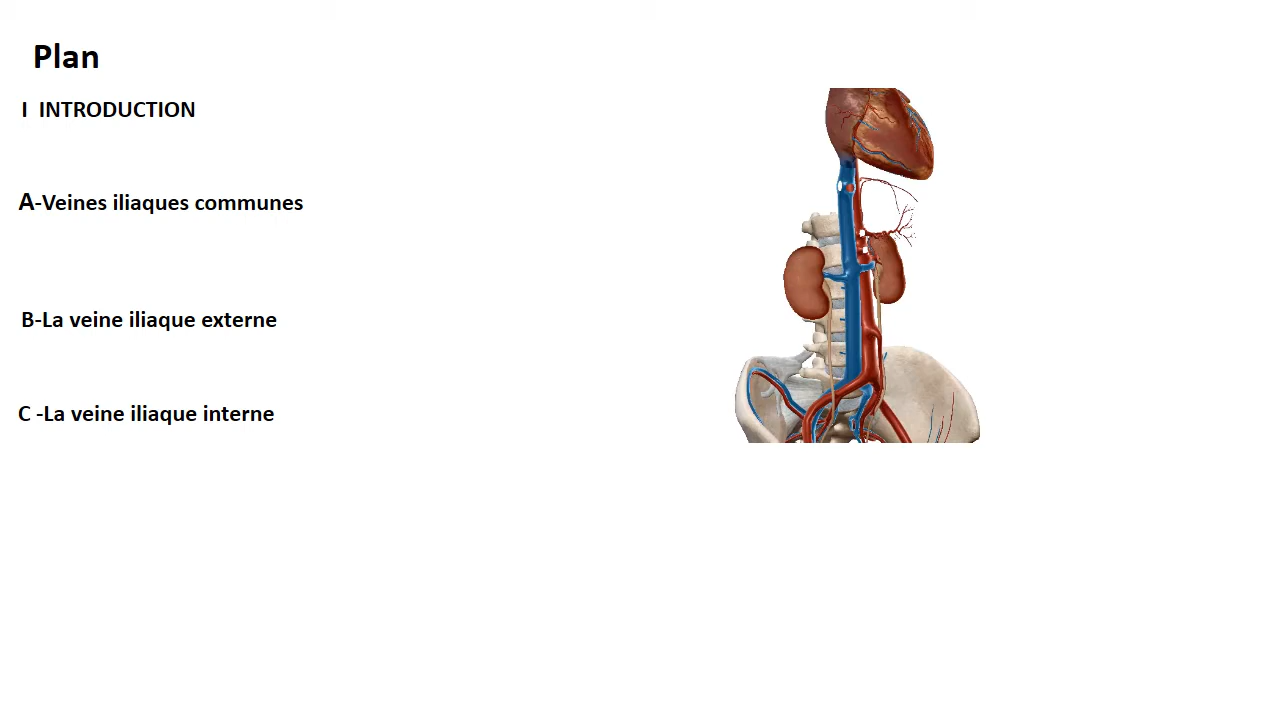 Plan
I INTRODUCTION
A-Veines iliaques communes
B-La veine iliaque externe
C -La veine iliaque interne